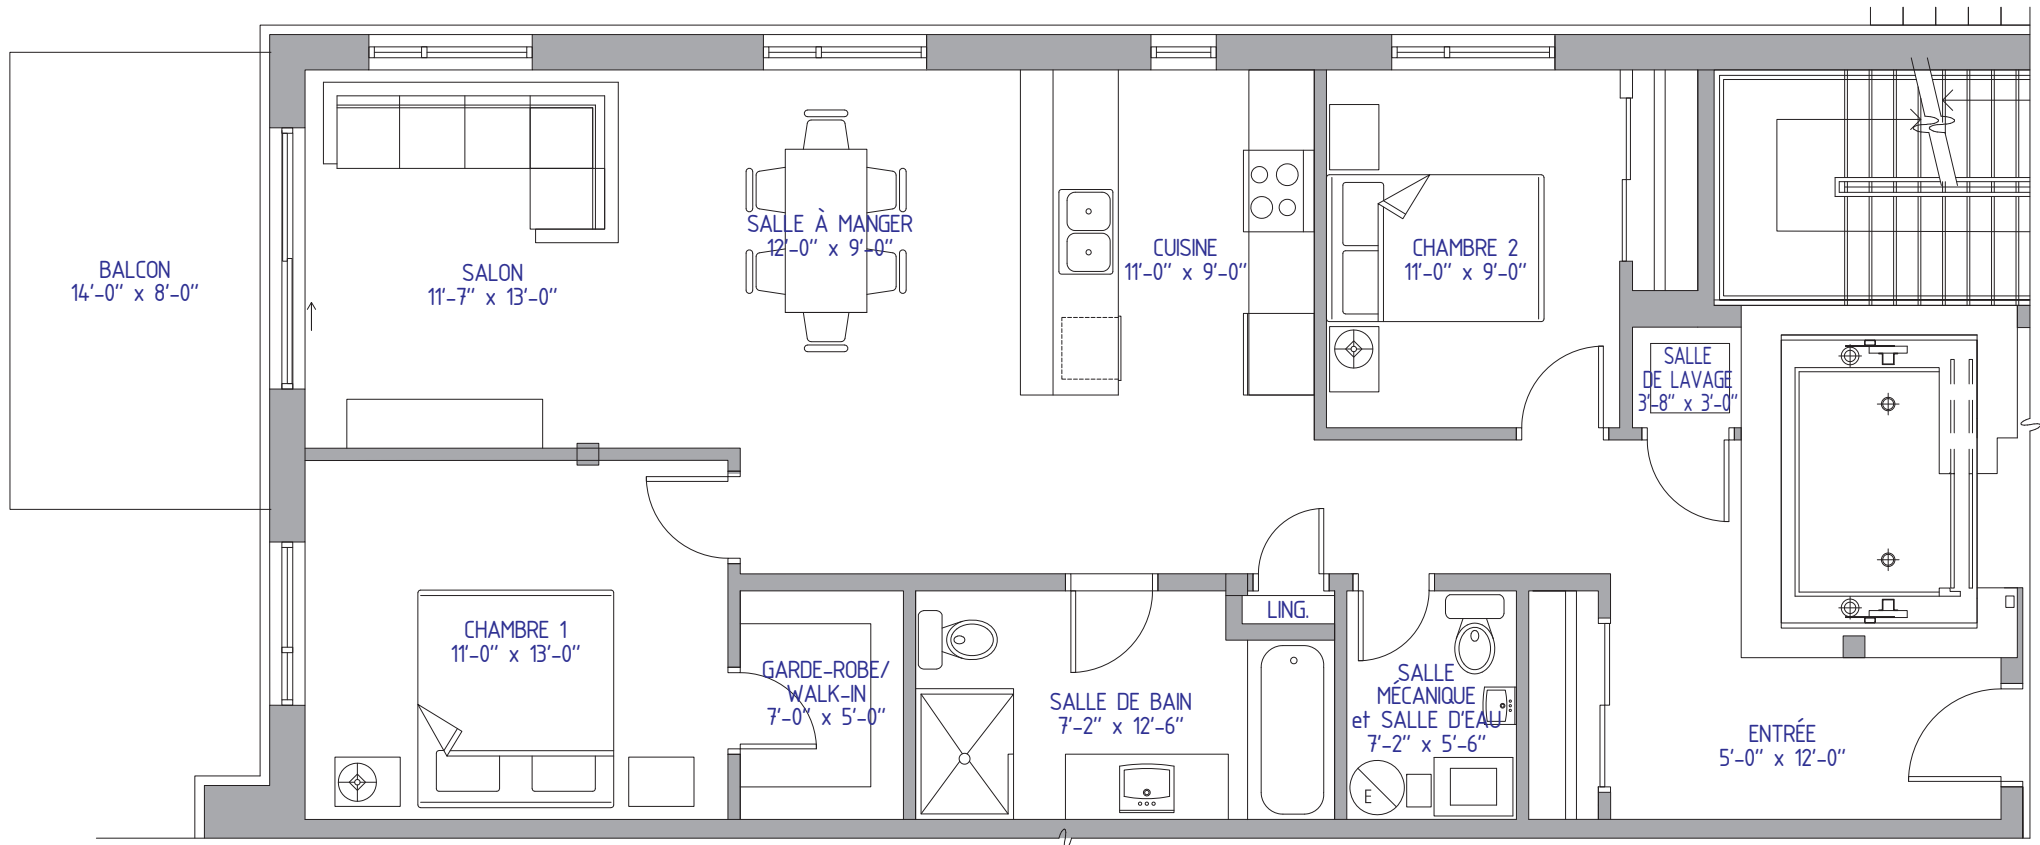 BALCON
14'-0" x 8'-0"
SALON
11'-7" x 13'-0"
SALLE À MANGER
12'-0" x 9'-0"
CUISINE
11'-0" x 9'-0"
CHAMBRE 2
11'-0" x 9'-0"
SALLE
DE LAVAGE
3'-8" x 3'-0"
CHAMBRE 1
11'-0" x 13'-0"
GARDE-ROBE/
WALK-IN
7'-0" x 5'-0"
SALLE DE BAIN
7'-2" x 12'-6"
LING.
SALLE
MÉCANIQUE
et SALLE D'EAU
7'-2" x 5'-6"
E
ENTRÉE
5'-0" x 12'-0"